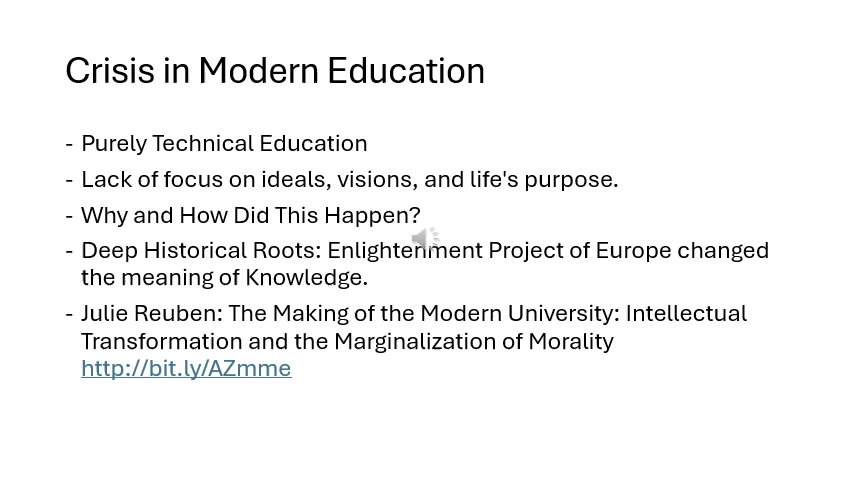 Crisis in Modern Education
- Purely Technical Education
- Lack of focus on ideals, visions, and life's purpose.
- Why and How Did This Happen?
- Deep Historical Roots: Enlightenment Project of Europe changed
the meaning of Knowledge.
- Julie Reuben: The Making of the Modern University: Intellectual
Transformation and the Marginalization of Morality
http://bit.ly/AZmme